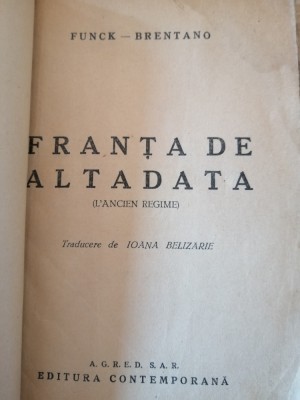 FUNCK — BRENTANO
FRANȚA DE
ALTADATA
(L'ANCIEN REGIME)
Traducere de IOANA BELIZARIE
A. G. R. E. D. S. A. R.
EDITURA CONTEMPORANĂ